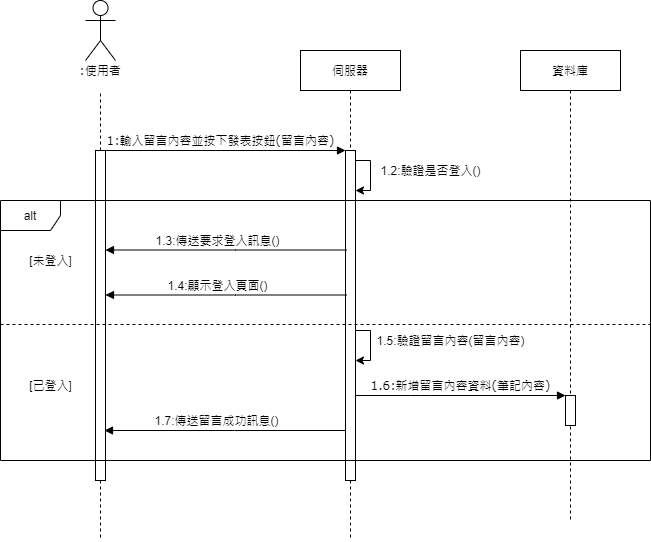 :使用者
伺服器
資料庫
1:輸入留言內容並按下發表按鈕(留言內容)
1.2:驗證是否登入()
alt
1.3:傳送要求登入訊息()
[未登入]
1.4:顯示登入頁面()
1.5:驗證留言內容(留言內容)
[已登入]
1.6:新增留言內容資料(筆記內容)
1.7:傳送留言成功訊息()